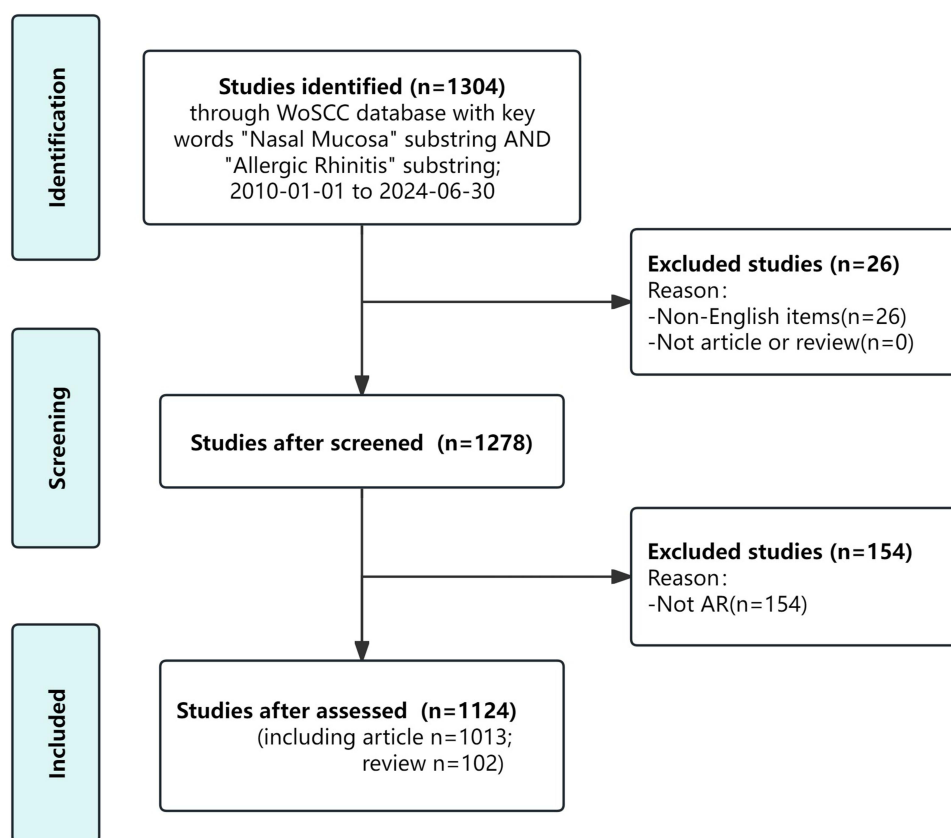 Identification
Studies identified (n=1304)
through WoSCC database with key
words "Nasal Mucosa" substring AND
"Allergic Rhinitis" substring;
2010-01-01 to 2024-06-30
Excluded studies (n=26)
Reason:
-Non-English items(n=26)
-Not article or review(n=0)
Screening
Studies after screened (n=1278)
Excluded studies (n=154)
Reason:
-Not AR(n=154)
Included
Studies after assessed (n=1124)
(including article n=1013;
review n=102)